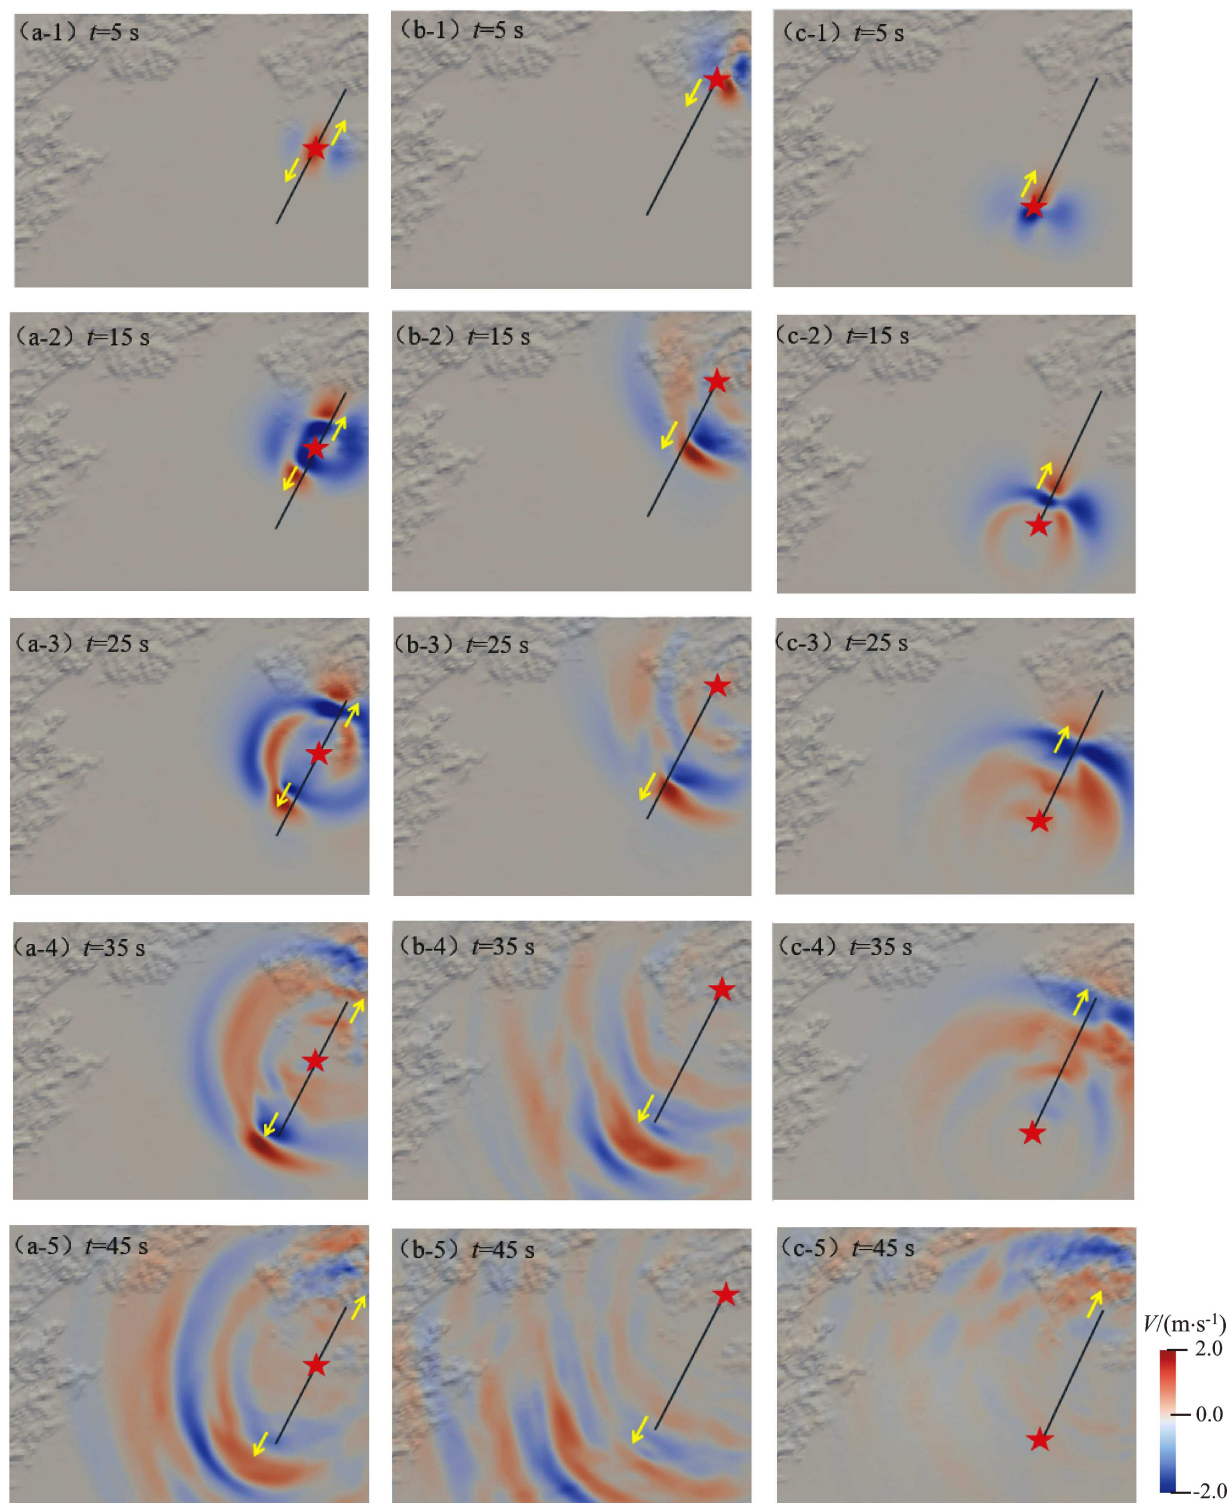 （a-1）t=5 s
（b-1）t=5 s
（c-1）t=5 s
（a-2）t=15 s
（b-2）t=15 s
（c-2）t=15 s
（a-3）t=25 s
（b-3）t=25 s
（c-3）t=25 s
（a-4）t=35 s
（b-4）t=35 s
（c-4）t=35 s
（a-5）t=45 s
（b-5）t=45 s
（c-5）t=45 s
V/(m·s⁻¹)
2.0
0.0
-2.0